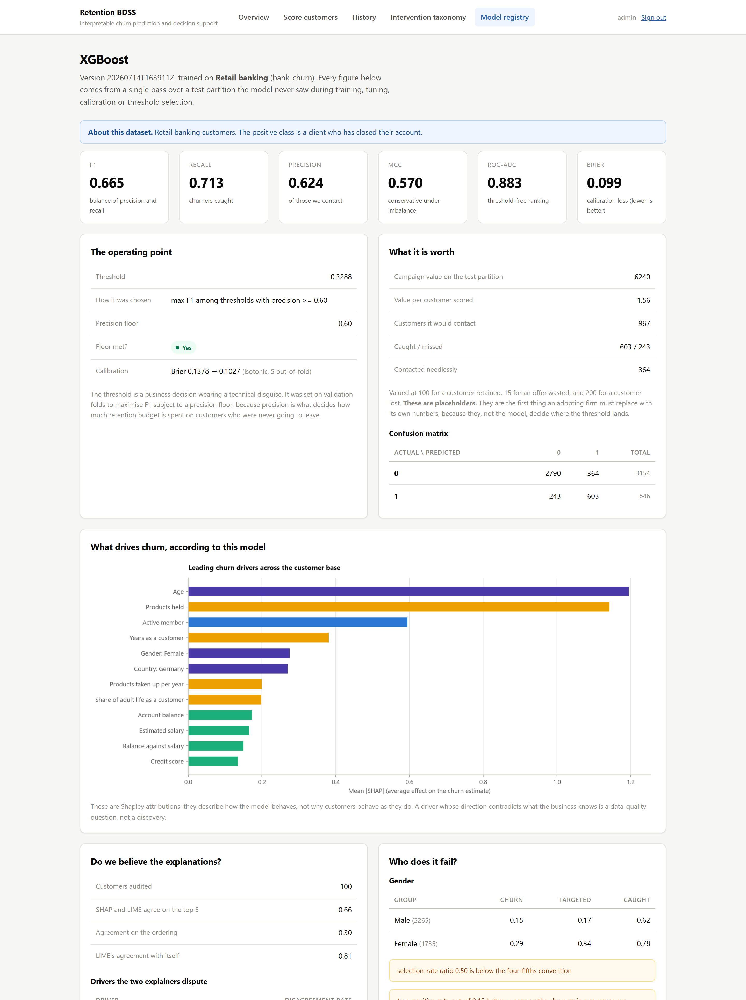 Retention BDSS
Interpretable churn prediction and decision support
Overview
Score customers
History
Intervention taxonomy
Model registry
admin
Sign out
XGBoost
Version 20260714T163911Z, trained on Retail banking (bank_churn). Every figure below
comes from a single pass over a test partition the model never saw during training, tuning,
calibration or threshold selection.
About this dataset. Retail banking customers. The positive class is a client who has closed their account.
F1
0.665
balance of precision and
recall
RECALL
0.713
churners caught
PRECISION
0.624
of those we contact
MCC
0.570
conservative under
imbalance
ROC-AUC
0.883
threshold-free ranking
BRIER
0.099
calibration loss (lower is
better)
The operating point
Threshold 0.3288
How it was chosen max F1 among thresholds with precision >= 0.60
Precision floor 0.60
Floor met? Yes
Calibration Brier 0.1378 → 0.1027 (isotonic, 5 out-of-fold)
The threshold is a business decision wearing a technical disguise. It was set on validation
folds to maximise F1 subject to a precision floor, because precision is what decides how
much retention budget is spent on customers who were never going to leave.
What it is worth
Campaign value on the test partition 6240
Value per customer scored 1.56
Customers it would contact 967
Caught / missed 603 / 243
Contacted needlessly 364
Valued at 100 for a customer retained, 15 for an offer wasted, and 200 for a customer
lost. These are placeholders. They are the first thing an adopting firm must replace with
its own numbers, because they, not the model, decide where the threshold lands.
Confusion matrix
ACTUAL \ PREDICTED 0 1 TOTAL
0 2790 364 3154
1 243 603 846
What drives churn, according to this model
Leading churn drivers across the customer base
Age
Products held
Active member
Years as a customer
Gender: Female
Country: Germany
Products taken up per year
Share of adult life as a customer
Account balance
Estimated salary
Balance against salary
Credit score
0.0 0.2 0.4 0.6 0.8 1.0 1.2
Mean |SHAP| (average effect on the churn estimate)
These are Shapley attributions: they describe how the model behaves, not why customers behave as they do. A driver whose direction contradicts what the business knows is a data-quality
question, not a discovery.
Do we believe the explanations?
Customers audited 100
SHAP and LIME agree on the top 5 0.66
Agreement on the ordering 0.30
LIME's agreement with itself 0.81
Drivers the two explainers dispute
Who does it fail?
Gender
GROUP CHURN TARGETED CAUGHT
Male (2265) 0.15 0.17 0.62
Female (1735) 0.29 0.34 0.78
selection-rate ratio 0.50 is below the four-fifths convention